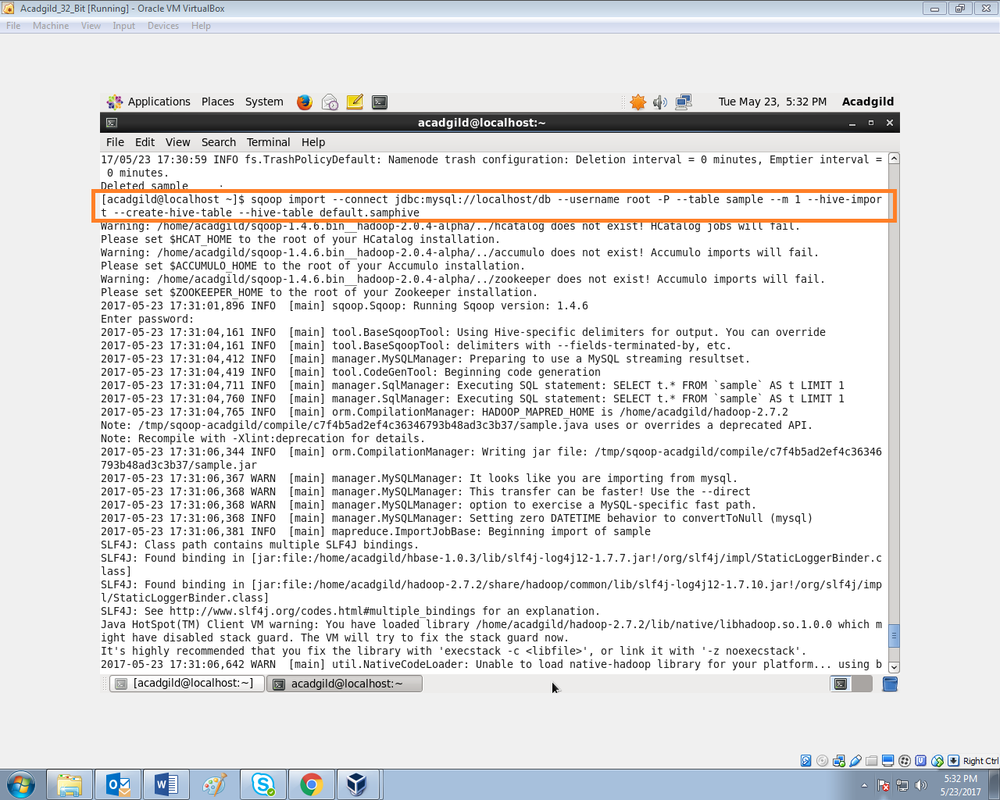 Acadgild_32_Bit [Running] - Oracle VM VirtualBox
File Machine View Input Devices Help
Applications Places System Tue May 23, 5:32 PM Acadgild
acadgild@localhost:~
File Edit View Search Terminal Help
17/05/23 17:30:59 INFO fs.TrashPolicyDefault: Namenode trash configuration: Deletion interval = 0 minutes, Emptier interval =
 0 minutes.
Deleted sample
[acadgild@localhost ~]$ sqoop import --connect jdbc:mysql://localhost/db --username root -P --table sample --m 1 --hive-impor
t --create-hive-table --hive-table default.samphive
Warning: /home/acadgild/sqoop-1.4.6.bin__hadoop-2.0.4-alpha/../hcatalog does not exist! HCatalog jobs will fail.
Please set $HCAT_HOME to the root of your HCatalog installation.
Warning: /home/acadgild/sqoop-1.4.6.bin__hadoop-2.0.4-alpha/../accumulo does not exist! Accumulo imports will fail.
Please set $ACCUMULO_HOME to the root of your Accumulo installation.
Warning: /home/acadgild/sqoop-1.4.6.bin__hadoop-2.0.4-alpha/../zookeeper does not exist! Accumulo imports will fail.
Please set $ZOOKEEPER_HOME to the root of your Zookeeper installation.
2017-05-23 17:31:01,896 INFO  [main] sqoop.Sqoop: Running Sqoop version: 1.4.6
Enter password:
2017-05-23 17:31:04,161 INFO  [main] tool.BaseSqoopTool: Using Hive-specific delimiters for output. You can override
2017-05-23 17:31:04,161 INFO  [main] tool.BaseSqoopTool: delimiters with --fields-terminated-by, etc.
2017-05-23 17:31:04,412 INFO  [main] manager.MySQLManager: Preparing to use a MySQL streaming resultset.
2017-05-23 17:31:04,419 INFO  [main] tool.CodeGenTool: Beginning code generation
2017-05-23 17:31:04,711 INFO  [main] manager.SqlManager: Executing SQL statement: SELECT t.* FROM `sample` AS t LIMIT 1
2017-05-23 17:31:04,760 INFO  [main] manager.SqlManager: Executing SQL statement: SELECT t.* FROM `sample` AS t LIMIT 1
2017-05-23 17:31:04,765 INFO  [main] orm.CompilationManager: HADOOP_MAPRED_HOME is /home/acadgild/hadoop-2.7.2
Note: /tmp/sqoop-acadgild/compile/c7f4b5ad2ef4c36346793b48ad3c3b37/sample.java uses or overrides a deprecated API.
Note: Recompile with -Xlint:deprecation for details.
2017-05-23 17:31:06,344 INFO  [main] orm.CompilationManager: Writing jar file: /tmp/sqoop-acadgild/compile/c7f4b5ad2ef4c36346
793b48ad3c3b37/sample.jar
2017-05-23 17:31:06,367 WARN  [main] manager.MySQLManager: It looks like you are importing from mysql.
2017-05-23 17:31:06,368 WARN  [main] manager.MySQLManager: This transfer can be faster! Use the --direct
2017-05-23 17:31:06,368 WARN  [main] manager.MySQLManager: option to exercise a MySQL-specific fast path.
2017-05-23 17:31:06,368 INFO  [main] manager.MySQLManager: Setting zero DATETIME behavior to convertToNull (mysql)
2017-05-23 17:31:06,381 INFO  [main] mapreduce.ImportJobBase: Beginning import of sample
SLF4J: Class path contains multiple SLF4J bindings.
SLF4J: Found binding in [jar:file:/home/acadgild/hbase-1.0.3/lib/slf4j-log4j12-1.7.7.jar!/org/slf4j/impl/StaticLoggerBinder.c
lass]
SLF4J: Found binding in [jar:file:/home/acadgild/hadoop-2.7.2/share/hadoop/common/lib/slf4j-log4j12-1.7.10.jar!/org/slf4j/imp
l/StaticLoggerBinder.class]
SLF4J: See http://www.slf4j.org/codes.html#multiple_bindings for an explanation.
Java HotSpot(TM) Client VM warning: You have loaded library /home/acadgild/hadoop-2.7.2/lib/native/libhadoop.so.1.0.0 which m
ight have disabled stack guard. The VM will try to fix the stack guard now.
It's highly recommended that you fix the library with 'execstack -c <libfile>', or link it with '-z noexecstack'.
2017-05-23 17:31:06,642 WARN  [main] util.NativeCodeLoader: Unable to load native-hadoop library for your platform... using b
[acadgild@localhost:~] acadgild@localhost:~
Right Ctrl
5:32 PM
5/23/2017